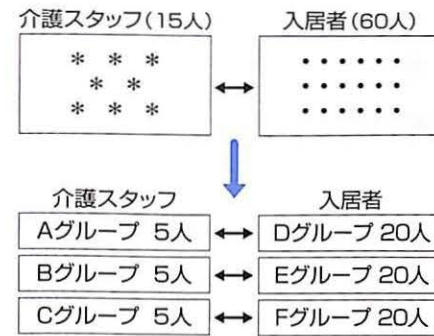 介護スタッフ(15人) 入居者(60人)
＊ ＊ ＊
＊ ＊
＊ ＊ ＊
介護スタッフ 入居者
Aグループ 5人 Dグループ 20人
Bグループ 5人 Eグループ 20人
Cグループ 5人 Fグループ 20人